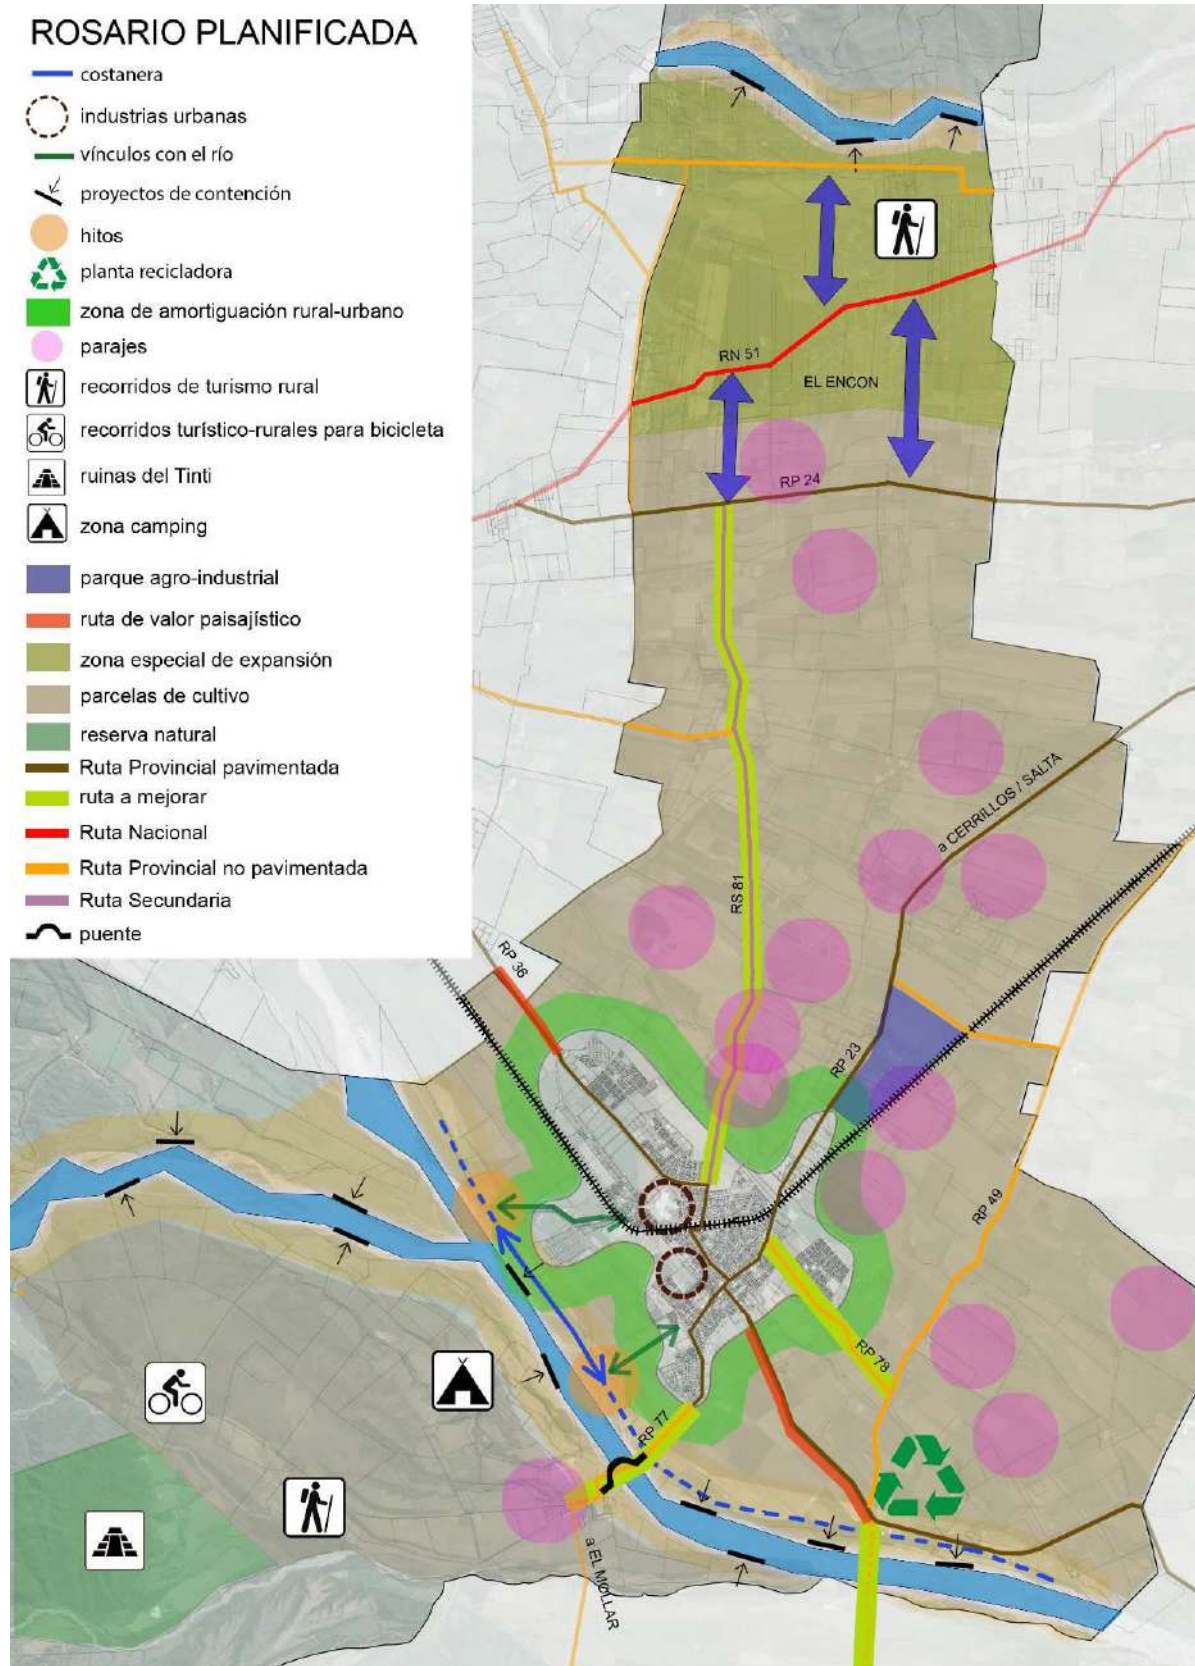 ROSARIO PLANIFICADA
costanera
industrias urbanas
vínculos con el río
proyectos de contención
hitos
planta recicladora
zona de amortiguación rural-urbano
parajes
recorridos de turismo rural
recorridos turístico-rurales para bicicleta
ruinas del Tinti
zona camping
parque agro-industrial
ruta de valor paisajístico
zona especial de expansión
parcelas de cultivo
reserva natural
Ruta Provincial pavimentada
ruta a mejorar
Ruta Nacional
Ruta Provincial no pavimentada
Ruta Secundaria
puente
RN 51
EL ENCON
RP 24
a CERRILLOS / SALTA
RS 81
RP 36
RP 23
RP 49
RP 78
RP 77
a EL MOLLAR